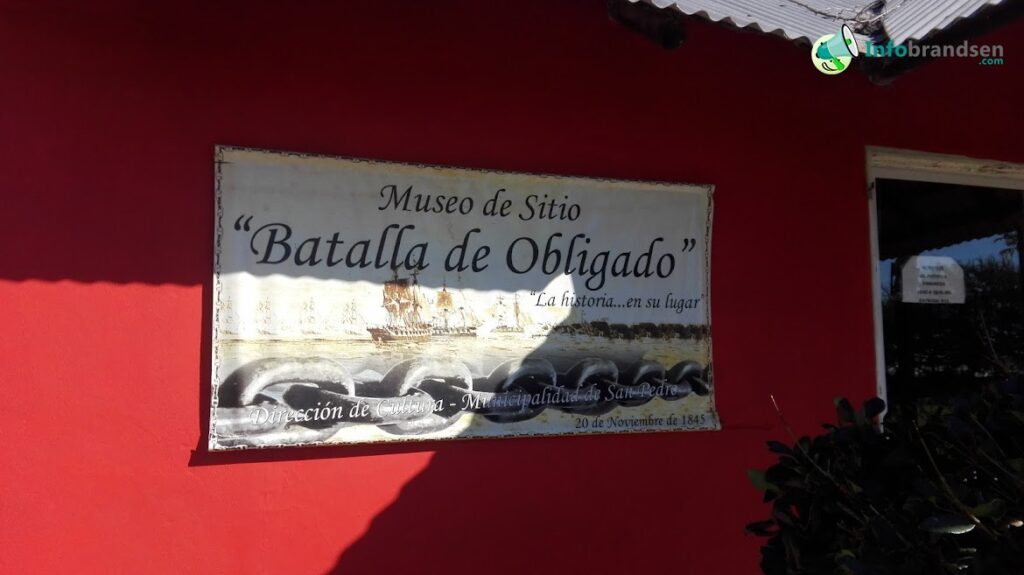 Infobrandsen
.com
Museo de Sitio
"Batalla de Obligado"
"La historia...en su lugar"
Dirección de Cultura - Municipalidad de San Pedro
20 de Noviembre de 1845